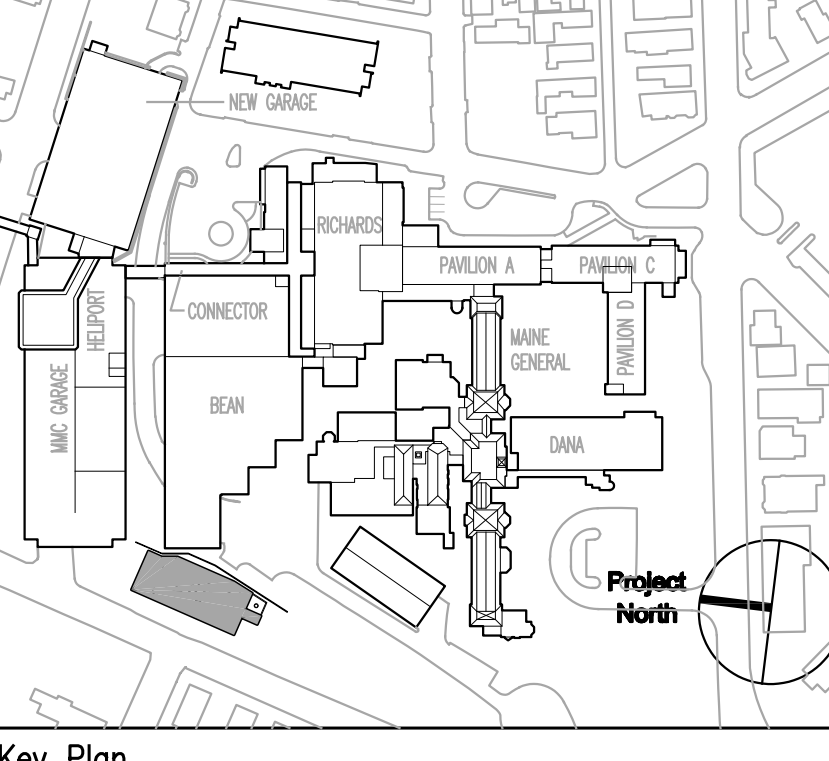 NEW GARAGE
RICHARDS
PAVILION A
PAVILION C
HELIPORT
CONNECTOR
PAVILION D
MAINE
GENERAL
MMC GARAGE
BEAN
DANA
Project
North
Key Plan